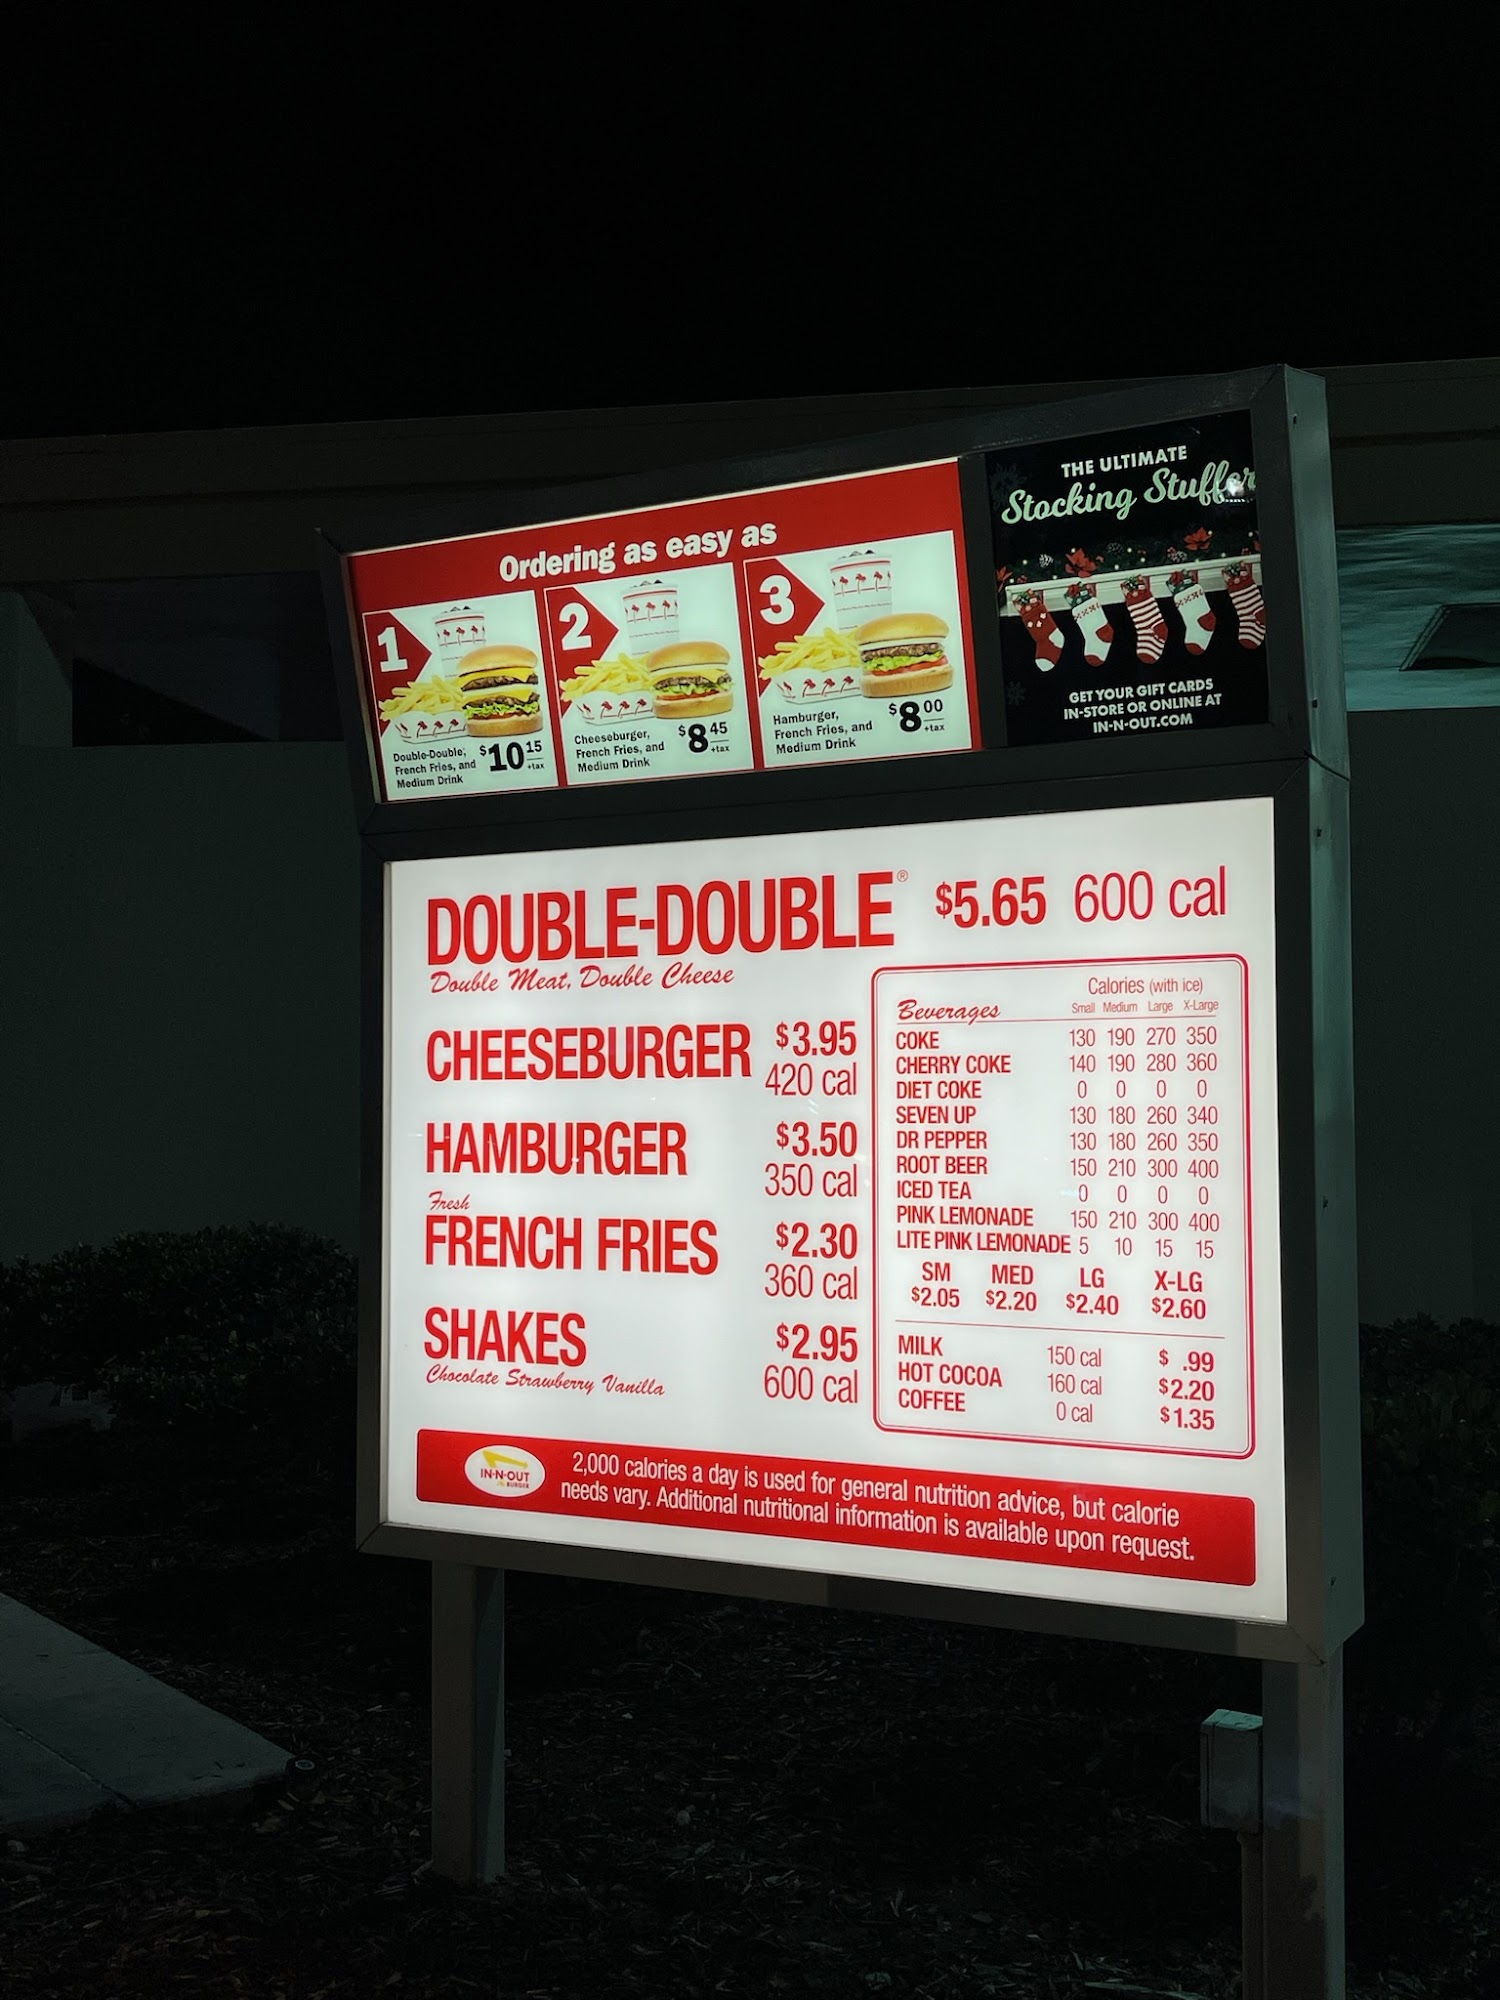 THE ULTIMATE
Stocking Stuffer
GET YOUR GIFT CARDS
IN-STORE OR ONLINE AT
IN-N-OUT.COM
Ordering as easy as
1
Double-Double,
French Fries, and
Medium Drink
$10 15
+tax
2
Cheeseburger,
French Fries, and
Medium Drink
$8 45
+tax
3
Hamburger,
French Fries, and
Medium Drink
$8 00
+tax
DOUBLE-DOUBLE® $5.65 600 cal
Double Meat, Double Cheese
CHEESEBURGER $3.95
420 cal
HAMBURGER $3.50
350 cal
Fresh
FRENCH FRIES $2.30
360 cal
SHAKES $2.95
Chocolate Strawberry Vanilla 600 cal
Calories (with ice)
Beverages Small Medium Large X-Large
COKE 130 190 270 350
CHERRY COKE 140 190 280 360
DIET COKE 0 0 0 0
SEVEN UP 130 180 260 340
DR PEPPER 130 180 260 350
ROOT BEER 150 210 300 400
ICED TEA 0 0 0 0
PINK LEMONADE 150 210 300 400
LITE PINK LEMONADE 5 10 15 15
SM MED LG X-LG
$2.05 $2.20 $2.40 $2.60
MILK 150 cal $ .99
HOT COCOA 160 cal $2.20
COFFEE 0 cal $1.35
IN-N-OUT
BURGER
2,000 calories a day is used for general nutrition advice, but calorie
needs vary. Additional nutritional information is available upon request.